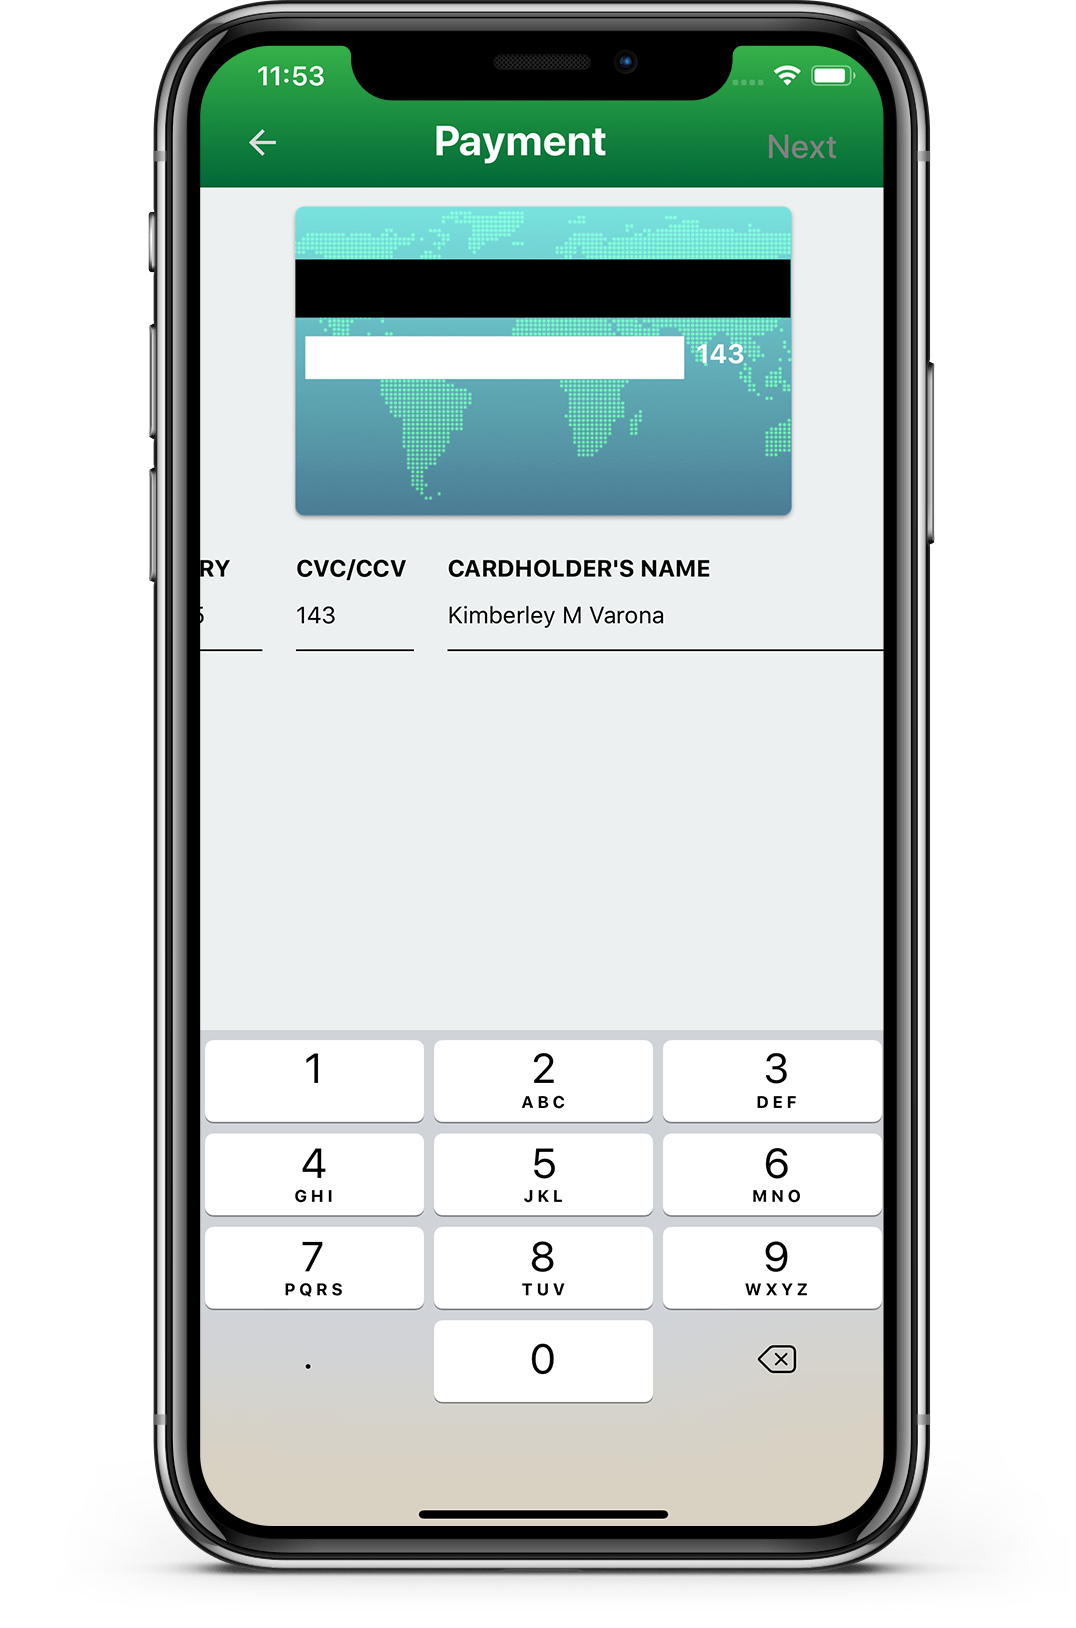 11:53
Payment
Next
143
RY CVC/CCV CARDHOLDER'S NAME
5 143 Kimberley M Varona
1 2 3
ABC DEF
4 5 6
GHI JKL MNO
7 8 9
PQRS TUV WXYZ
. 0